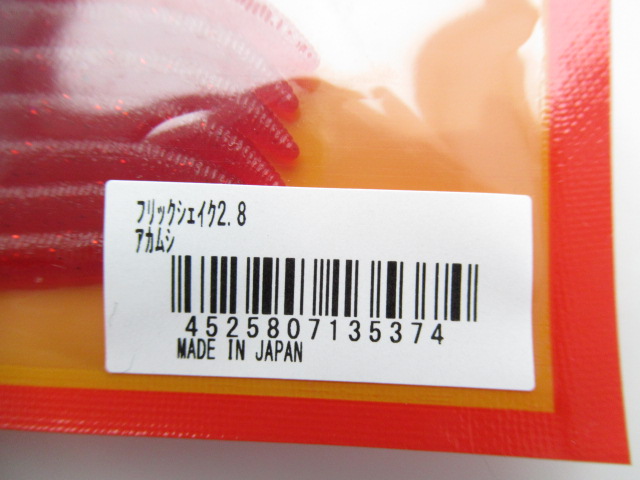 ﾌﾘｯｸｼｪｲｸ2.8
ｱｶﾑｼ
4525807135374
MADE IN JAPAN